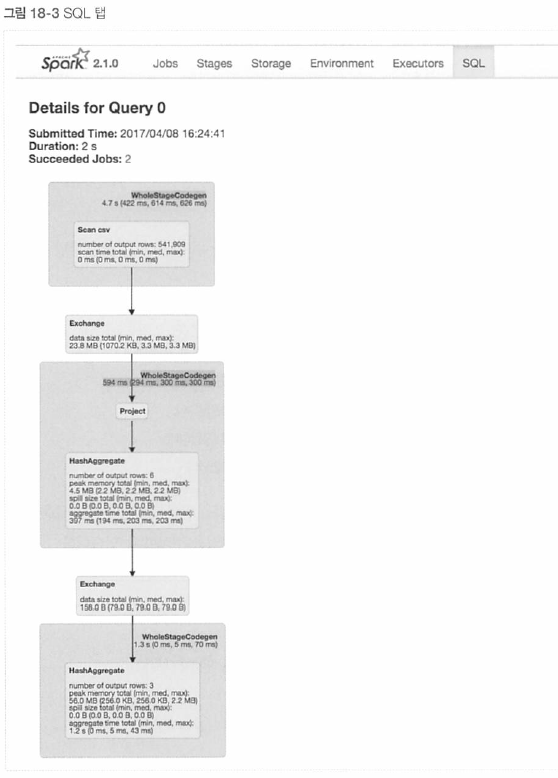 그림 18-3 SQL 탭
APACHE
Spark 2.1.0 Jobs Stages Storage Environment Executors SQL
Details for Query 0
Submitted Time: 2017/04/08 16:24:41
Duration: 2 s
Succeeded Jobs: 2
WholeStageCodegen
4.7 s (422 ms, 614 ms, 626 ms)
Scan csv
number of output rows: 541,909
scan time total (min, med, max):
0 ms (0 ms, 0 ms, 0 ms)
Exchange
data size total (min, med, max):
23.8 MB (1070.2 KB, 3.3 MB, 3.3 MB)
WholeStageCodegen
594 ms (294 ms, 300 ms, 300 ms)
Project
HashAggregate
number of output rows: 6
peak memory total (min, med, max):
4.5 MB (2.2 MB, 2.2 MB, 2.2 MB)
spill size total (min, med, max):
0.0 B (0.0 B, 0.0 B, 0.0 B)
aggregate time total (min, med, max):
397 ms (194 ms, 203 ms, 203 ms)
Exchange
data size total (min, med, max):
158.0 B (79.0 B, 79.0 B, 79.0 B)
WholeStageCodegen
1.3 s (0 ms, 5 ms, 70 ms)
HashAggregate
number of output rows: 3
peak memory total (min, med, max):
56.0 MB (256.0 KB, 256.0 KB, 2.2 MB)
spill size total (min, med, max):
0.0 B (0.0 B, 0.0 B, 0.0 B)
aggregate time total (min, med, max):
1.2 s (0 ms, 5 ms, 43 ms)